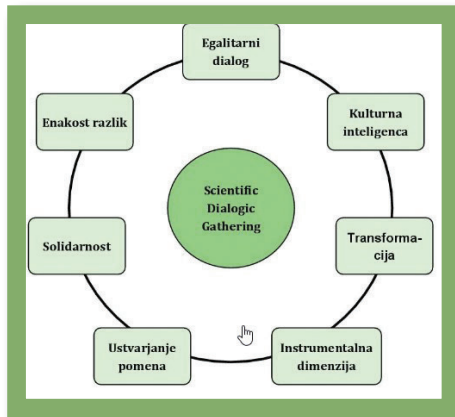 Egalitarni
dialog
Kulturna
inteligenca
Transforma-
cija
Instrumentalna
dimenzija
Ustvarjanje
pomena
Solidarnost
Enakost razlik
Scientific
Dialogic
Gathering